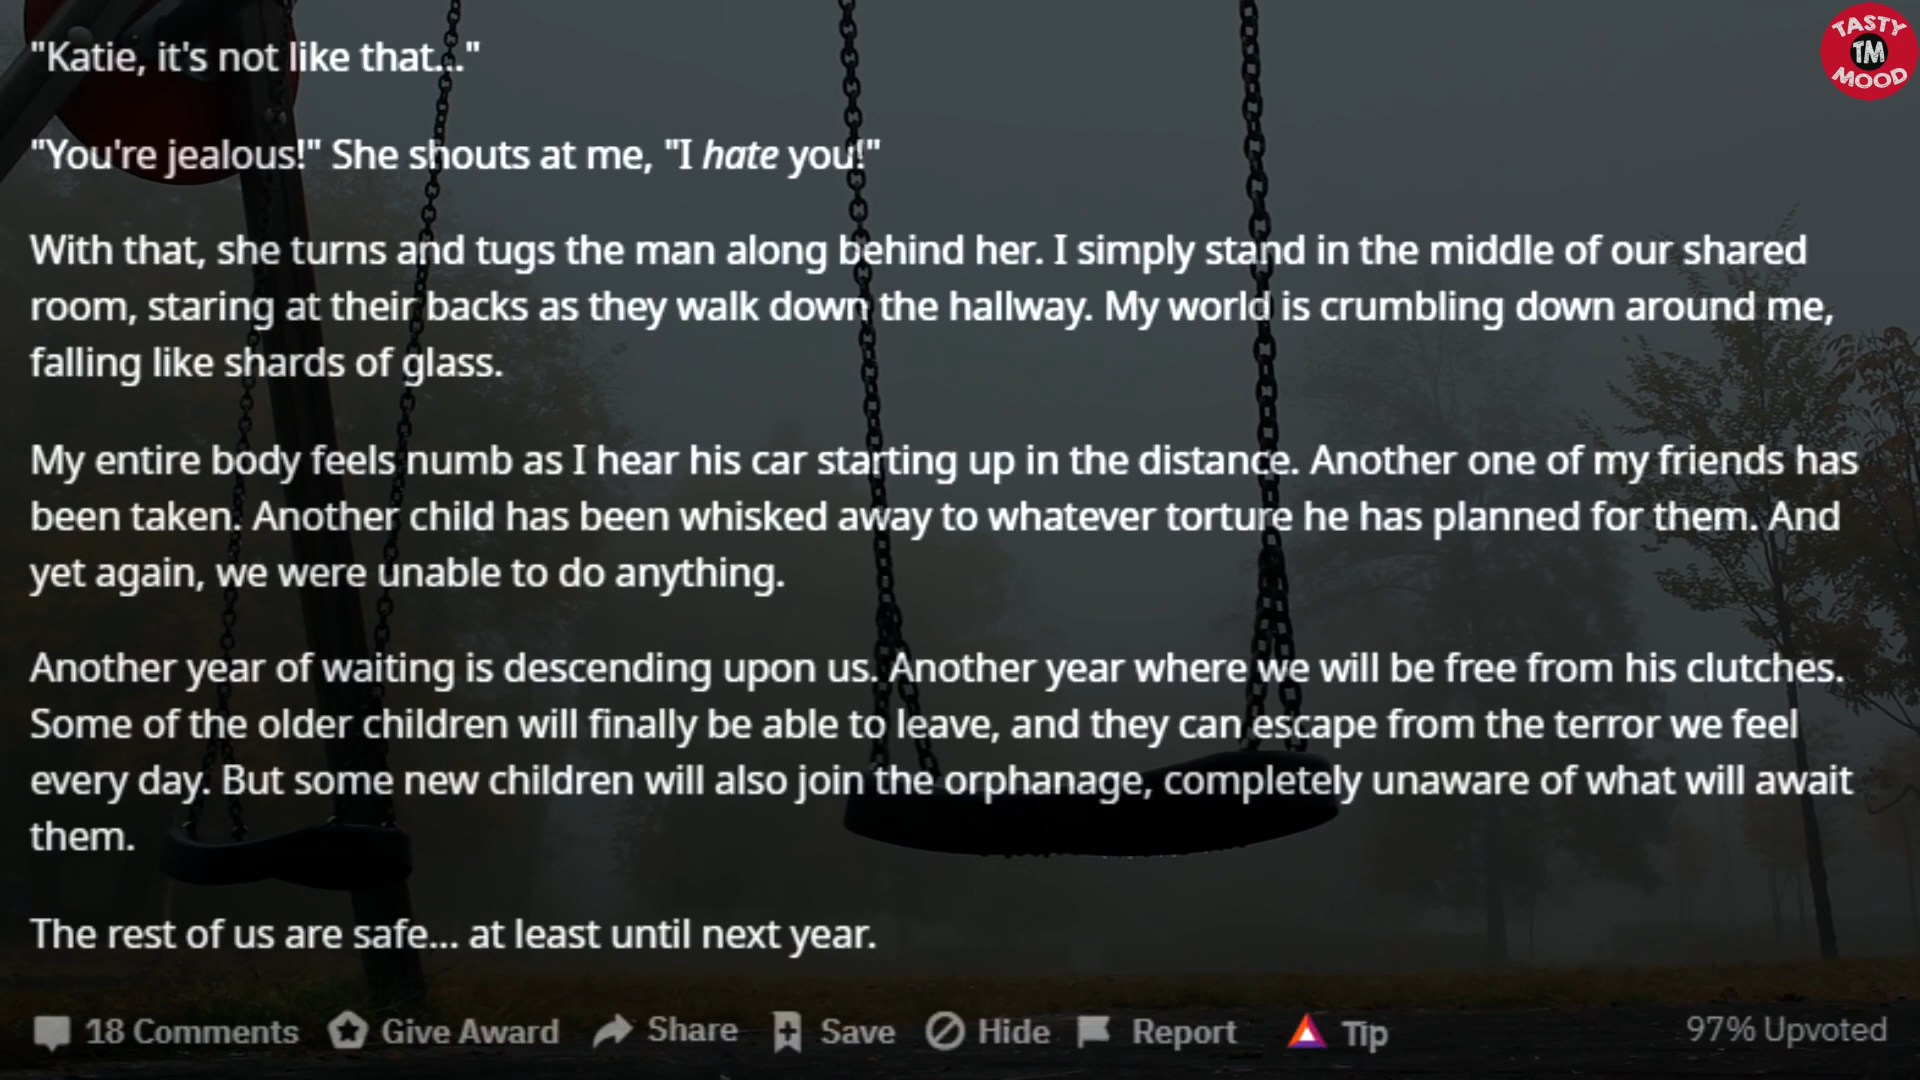 TASTY
TM
MOOD
"Katie, it's not like that..."
"You're jealous!" She shouts at me, "I hate you!"
With that, she turns and tugs the man along behind her. I simply stand in the middle of our shared
room, staring at their backs as they walk down the hallway. My world is crumbling down around me,
falling like shards of glass.
My entire body feels numb as I hear his car starting up in the distance. Another one of my friends has
been taken. Another child has been whisked away to whatever torture he has planned for them. And
yet again, we were unable to do anything.
Another year of waiting is descending upon us. Another year where we will be free from his clutches.
Some of the older children will finally be able to leave, and they can escape from the terror we feel
every day. But some new children will also join the orphanage, completely unaware of what will await
them.
The rest of us are safe... at least until next year.
18 Comments Give Award Share Save Hide Report Tip 97% Upvoted